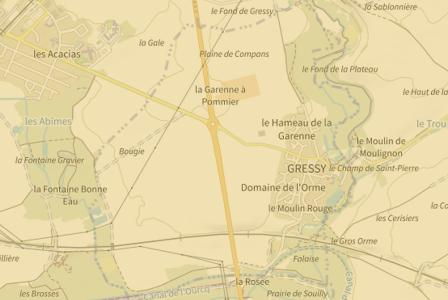 la Sablonnière
le Fond de Gressy
la Gale
Plaine de Compans
les Acacias
le Fond de la Plateau
la Garenne à
Pommier
le Haut de la
les Abimes
le Hameau de la
Garenne
le Trou
le Moulin de
Moulignon
Bougie
la Fontaine Gravier
GRESSY
le Champ de Saint-Pierre
la Fontaine Bonne
Eau
Domaine de l'Orme
le Moulin Rouge
les Cerisiers
le Gros Orme
Falaise
la Rosée
les Brosses
Canal de l'Ourcq
Prairie de Souilly